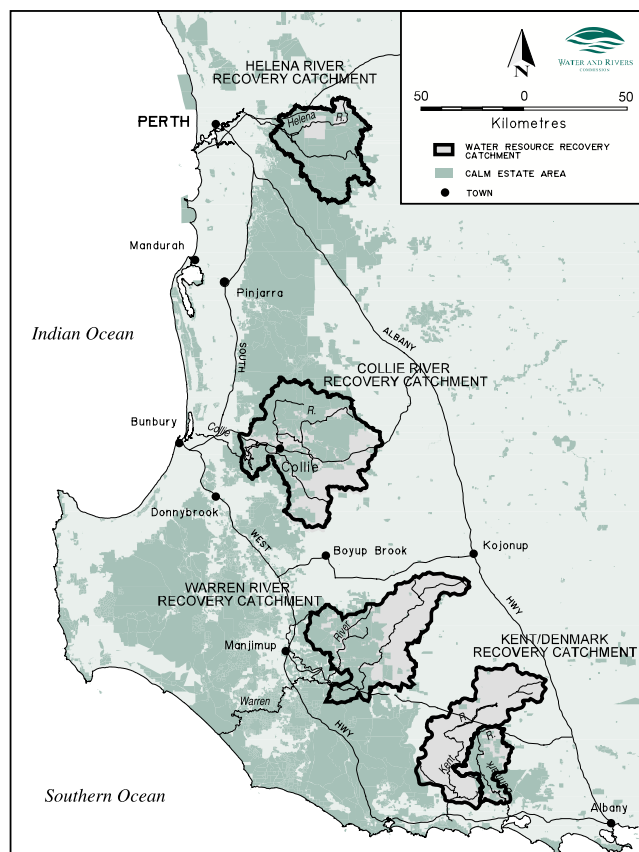 HELENA RIVER
RECOVERY CATCHMENT
N
WATER AND RIVERS
COMMISSION
50 0 50
Kilometres
WATER RESOURCE RECOVERY
CATCHMENT
CALM ESTATE AREA
TOWN
PERTH
Helena R.
Mandurah
Pinjarra
Indian Ocean
ALBANY
SOUTH
COLLIE RIVER
RECOVERY CATCHMENT
R.
Bunbury
Collie
Collie
Donnybrook
WEST
Boyup Brook
Kojonup
WARREN RIVER
RECOVERY CATCHMENT
HWY
River
KENT/DENMARK
RECOVERY CATCHMENT
Manjimup
Warren
HWY
R.
R.
Kent
Southern Ocean
Albany